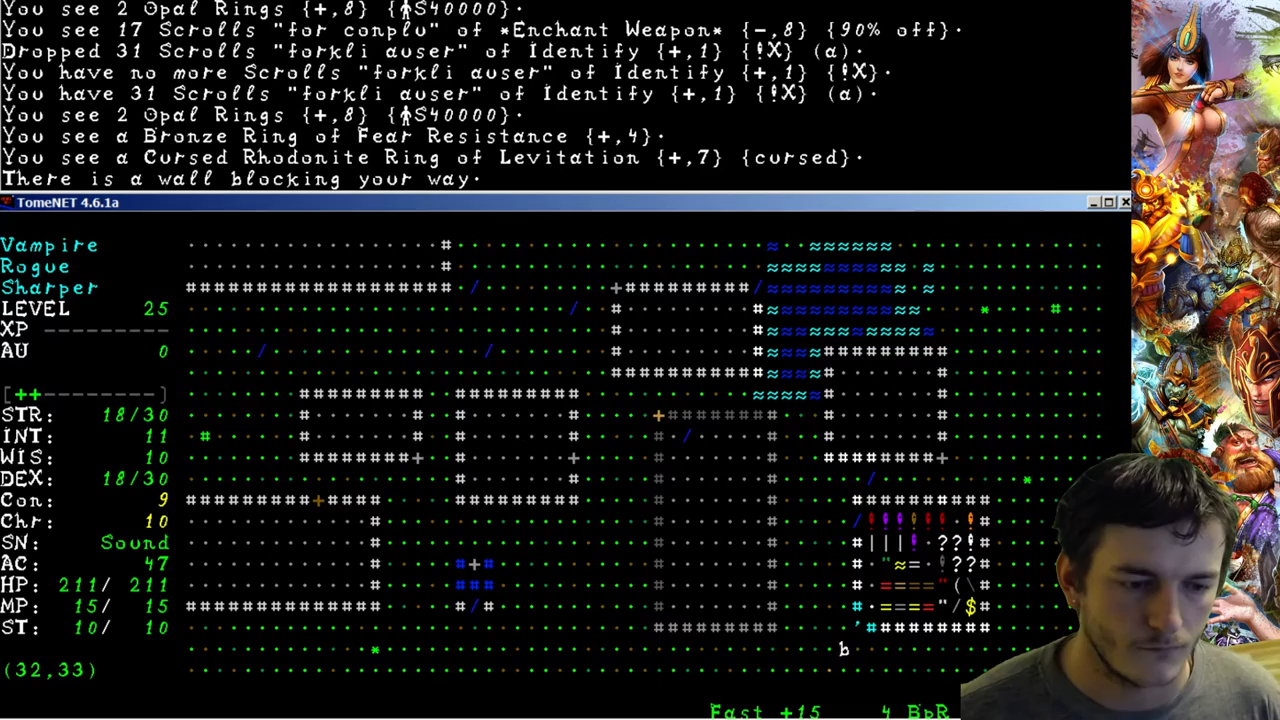 You see 2 Opal Rings {+,8} {S40000}.
You see 17 Scrolls "for conplu" of *Enchant Weapon* {-,8} {90% off}.
Dropped 31 Scrolls "forkli auser" of Identify {+,1} {!X} (a).
You have no more Scrolls "forkli auser" of Identify {+,1} {!X}.
You have 31 Scrolls "forkli auser" of Identify {+,1} {!X} (a).
You see 2 Opal Rings {+,8} {S40000}.
You see a Bronze Ring of Fear Resistance {+,4}.
You see a Cursed Rhodonite Ring of Levitation {+,7} {cursed}.
There is a wall blocking your way.
TomeNET 4.6.1a
Vampire
Rogue
Sharper
LEVEL 25
XP ---------
AU 0
[++---------]
STR: 18/30
INT: 11
WIS: 10
DEX: 18/30
Con: 9
Chr: 10
SN: Sound
AC: 47
HP: 211/ 211
MP: 15/ 15
ST: 10/ 10
(32,33)
b
Fast +15 4 BpR